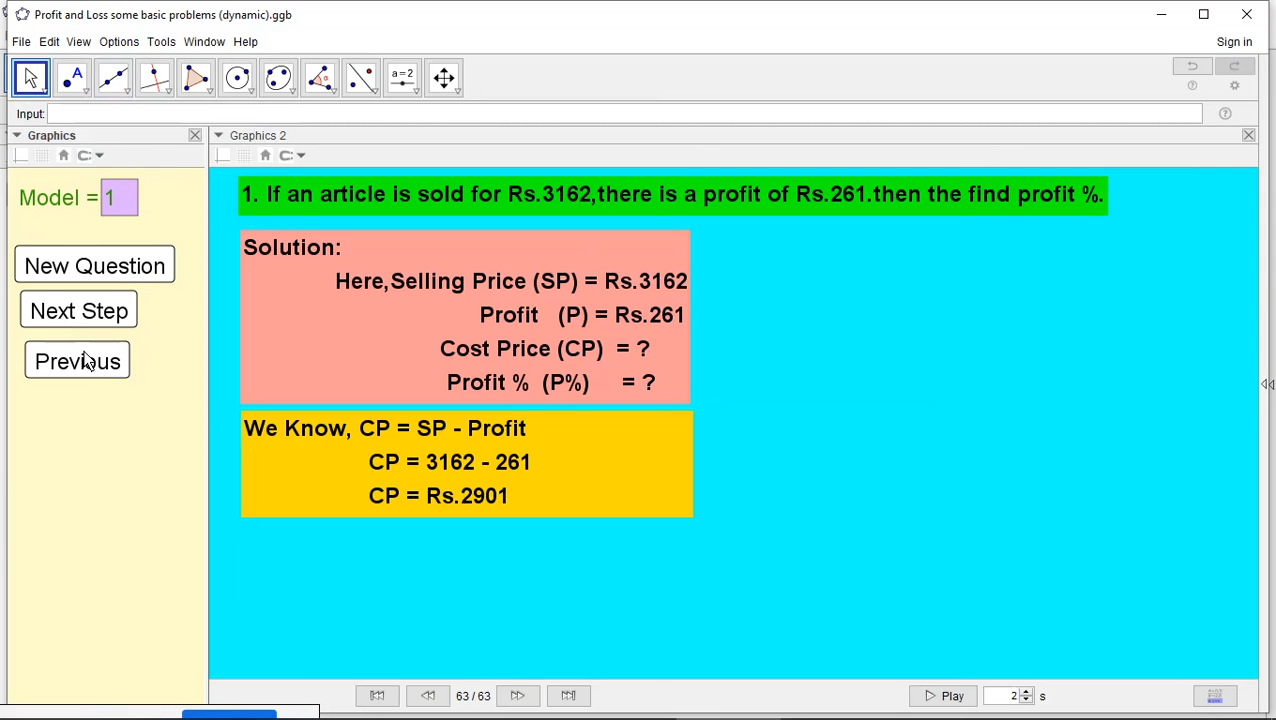 Profit and Loss some basic problems (dynamic).ggb
File Edit View Options Tools Window Help
Sign in
A
a=2
Input:
Graphics
Graphics 2
Model = 1
New Question
Next Step
Previous
1. If an article is sold for Rs.3162,there is a profit of Rs.261.then the find profit %.
Solution:
Here,Selling Price (SP) = Rs.3162
Profit (P) = Rs.261
Cost Price (CP) = ?
Profit % (P%) = ?
We Know, CP = SP - Profit
CP = 3162 - 261
CP = Rs.2901
63 / 63
Play
2
s